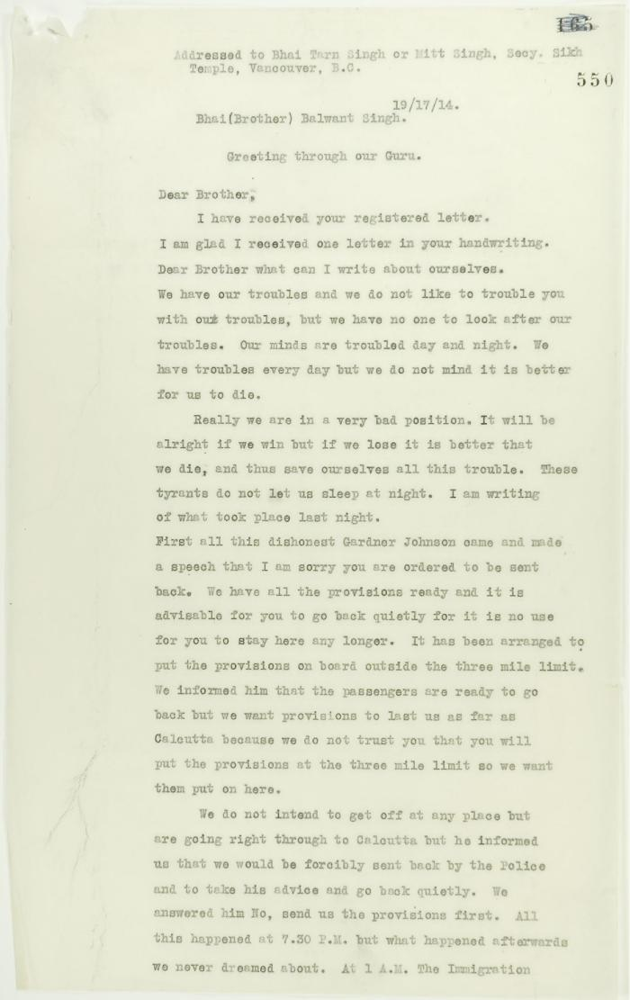 165
Addressed to Bhai Tarn Singh or Mitt Singh, Secy. Sikh
Temple, Vancouver, B.C.
550
19/17/14.
Bhai(Brother) Balwant Singh.
Greeting through our Guru.
Dear Brother,
I have received your registered letter.
I am glad I received one letter in your handwriting.
Dear Brother what can I write about ourselves.
We have our troubles and we do not like to trouble you
with our troubles, but we have no one to look after our
troubles. Our minds are troubled day and night. We
have troubles every day but we do not mind it is better
for us to die.
Really we are in a very bad position. It will be
alright if we win but if we lose it is better that
we die, and thus save ourselves all this trouble. These
tyrants do not let us sleep at night. I am writing
of what took place last night.
First all this dishonest Gardner Johnson came and made
a speech that I am sorry you are ordered to be sent
back. We have all the provisions ready and it is
advisable for you to go back quietly for it is no use
for you to stay here any longer. It has been arranged to
put the provisions on board outside the three mile limit.
We informed him that the passengers are ready to go
back but we want provisions to last us as far as
Calcutta because we do not trust you that you will
put the provisions at the three mile limit so we want
them put on here.
We do not intend to get off at any place but
are going right through to Calcutta but he informed
us that we would be forcibly sent back by the Police
and to take his advice and go back quietly. We
answered him No, send us the provisions first. All
this happened at 7.30 P.M. but what happened afterwards
we never dreamed about. At 1 A.M. The Immigration